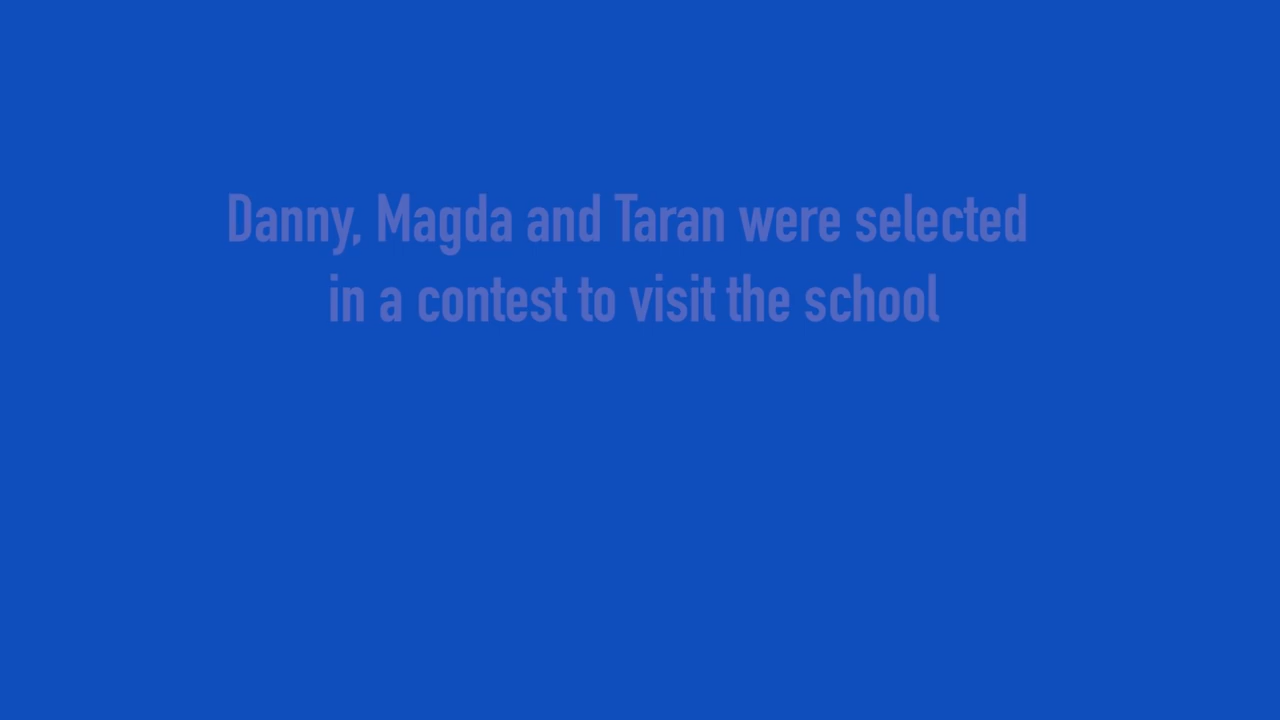 Danny, Magda and Taran were selected
in a contest to visit the school